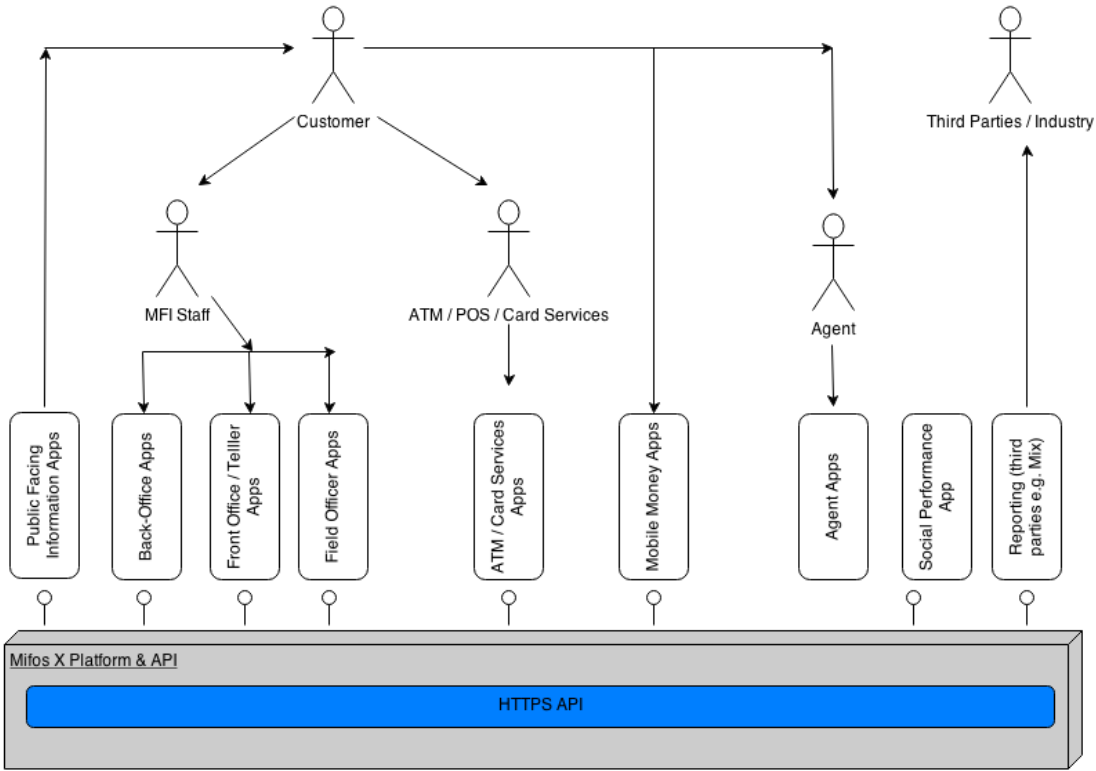 Customer
Third Parties / Industry
MFI Staff
ATM / POS / Card Services
Agent
Public Facing
Information Apps
Back-Office Apps
Front Office / Telller
Apps
Field Officer Apps
ATM / Card Services
Apps
Mobile Money Apps
Agent Apps
Social Performance
App
Reporting (third
parties e.g. Mix)
Mifos X Platform & API
HTTPS API